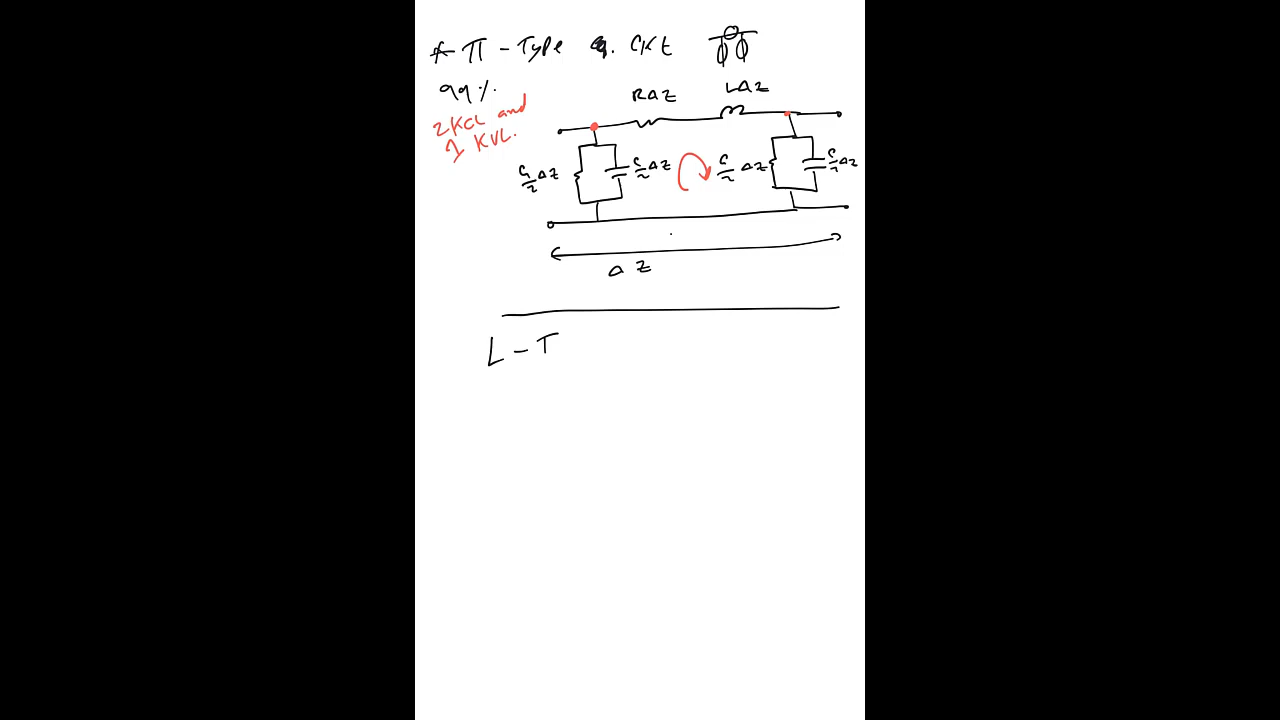 * π - Type eq. CKt
99%.
2KCL and
1 KVL.
RΔZ
LΔZ
G/2 ΔZ
C/2 ΔZ
G/2 ΔZ
C/2 ΔZ
ΔZ
L - T